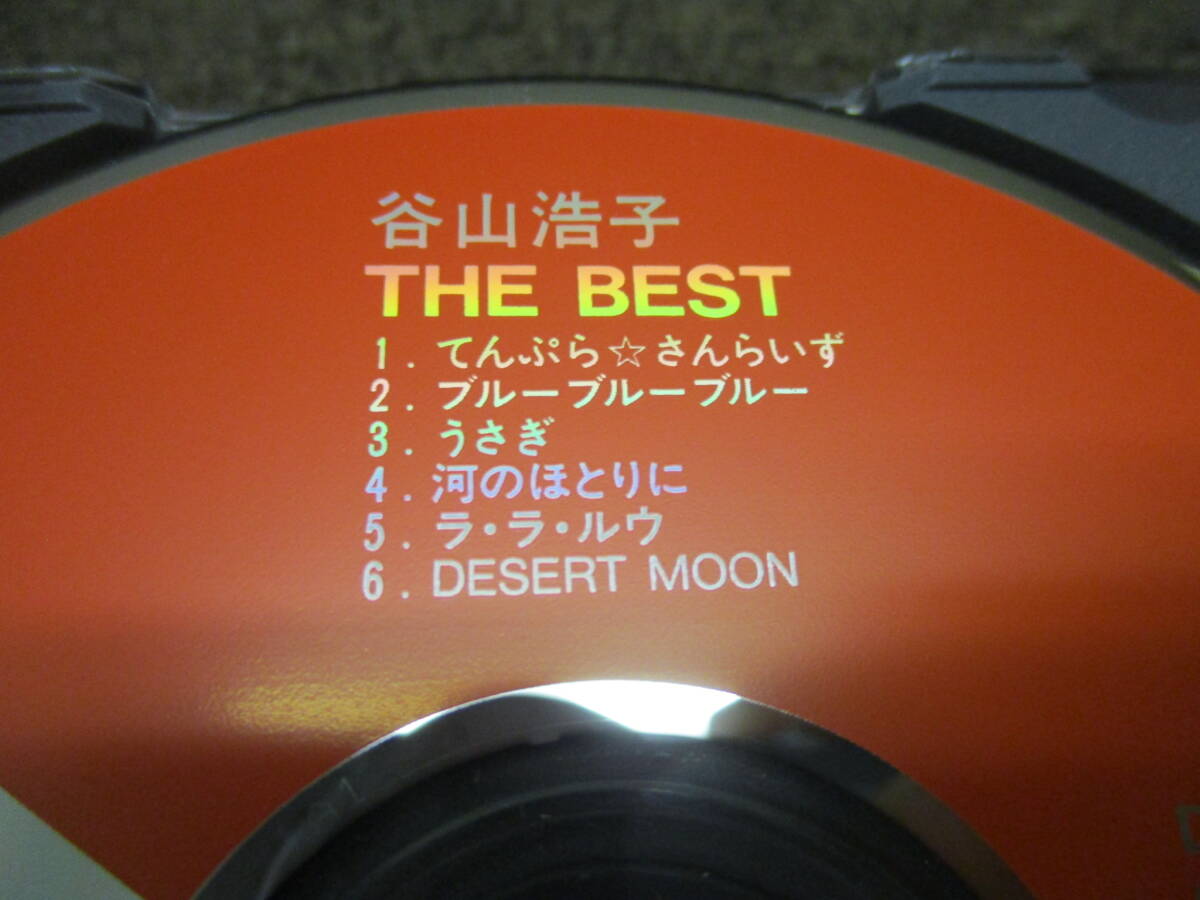 谷山浩子
THE BEST
1.てんぷら☆さんらいず
2.ブルーブルーブルー
3.うさぎ
4.河のほとりに
5.ラ・ラ・ルウ
6.DESERT MOON